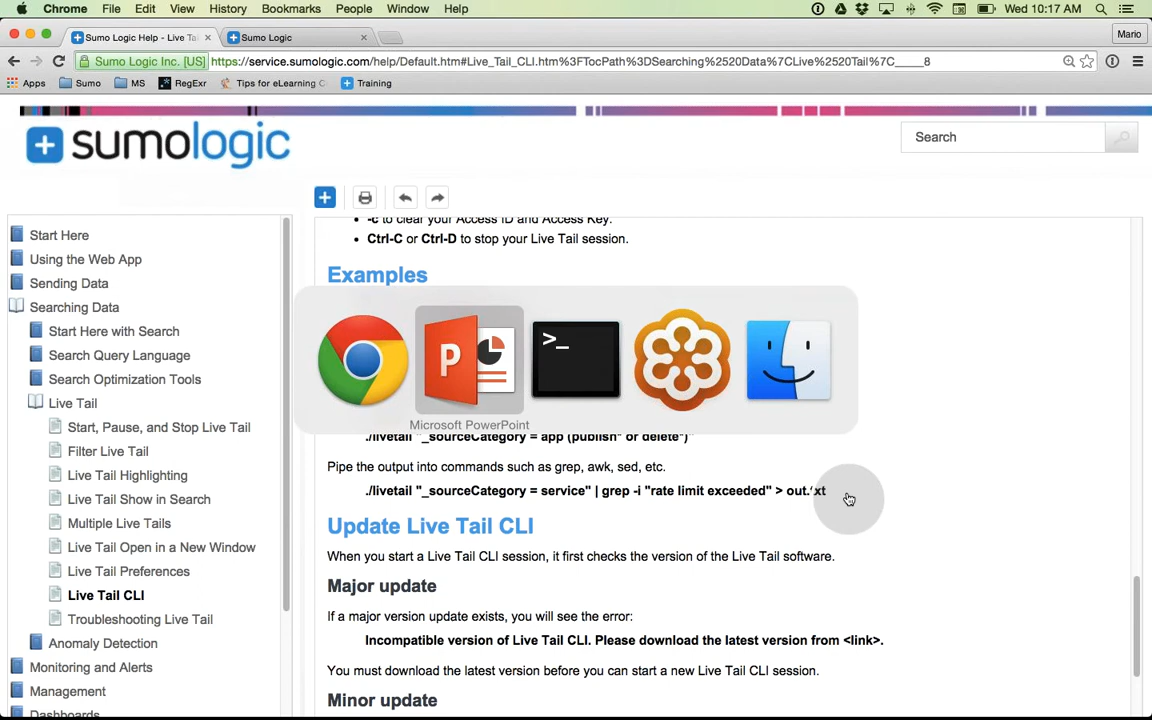 Chrome File Edit View History Bookmarks People Window Help Wed 10:17 AM
Sumo Logic Help - Live Ta × Sumo Logic × Mario
Sumo Logic Inc. [US] https://service.sumologic.com/help/Default.htm#Live_Tail_CLI.htm%3FTocPath%3DSearching%2520Data%7CLive%2520Tail%7C_____8
Apps Sumo MS RegExr Tips for eLearning C Training
sumologic
Search
-c to clear your Access ID and Access Key.
Ctrl-C or Ctrl-D to stop your Live Tail session.
Examples
Microsoft PowerPoint
./livetail "_sourceCategory = app (publish* or delete*)"
Pipe the output into commands such as grep, awk, sed, etc.
./livetail "_sourceCategory = service" | grep -i "rate limit exceeded" > out.txt
Update Live Tail CLI
When you start a Live Tail CLI session, it first checks the version of the Live Tail software.
Major update
If a major version update exists, you will see the error:
Incompatible version of Live Tail CLI. Please download the latest version from <link>.
You must download the latest version before you can start a new Live Tail CLI session.
Minor update
Start Here
Using the Web App
Sending Data
Searching Data
Start Here with Search
Search Query Language
Search Optimization Tools
Live Tail
Start, Pause, and Stop Live Tail
Filter Live Tail
Live Tail Highlighting
Live Tail Show in Search
Multiple Live Tails
Live Tail Open in a New Window
Live Tail Preferences
Live Tail CLI
Troubleshooting Live Tail
Anomaly Detection
Monitoring and Alerts
Management
Dashboards